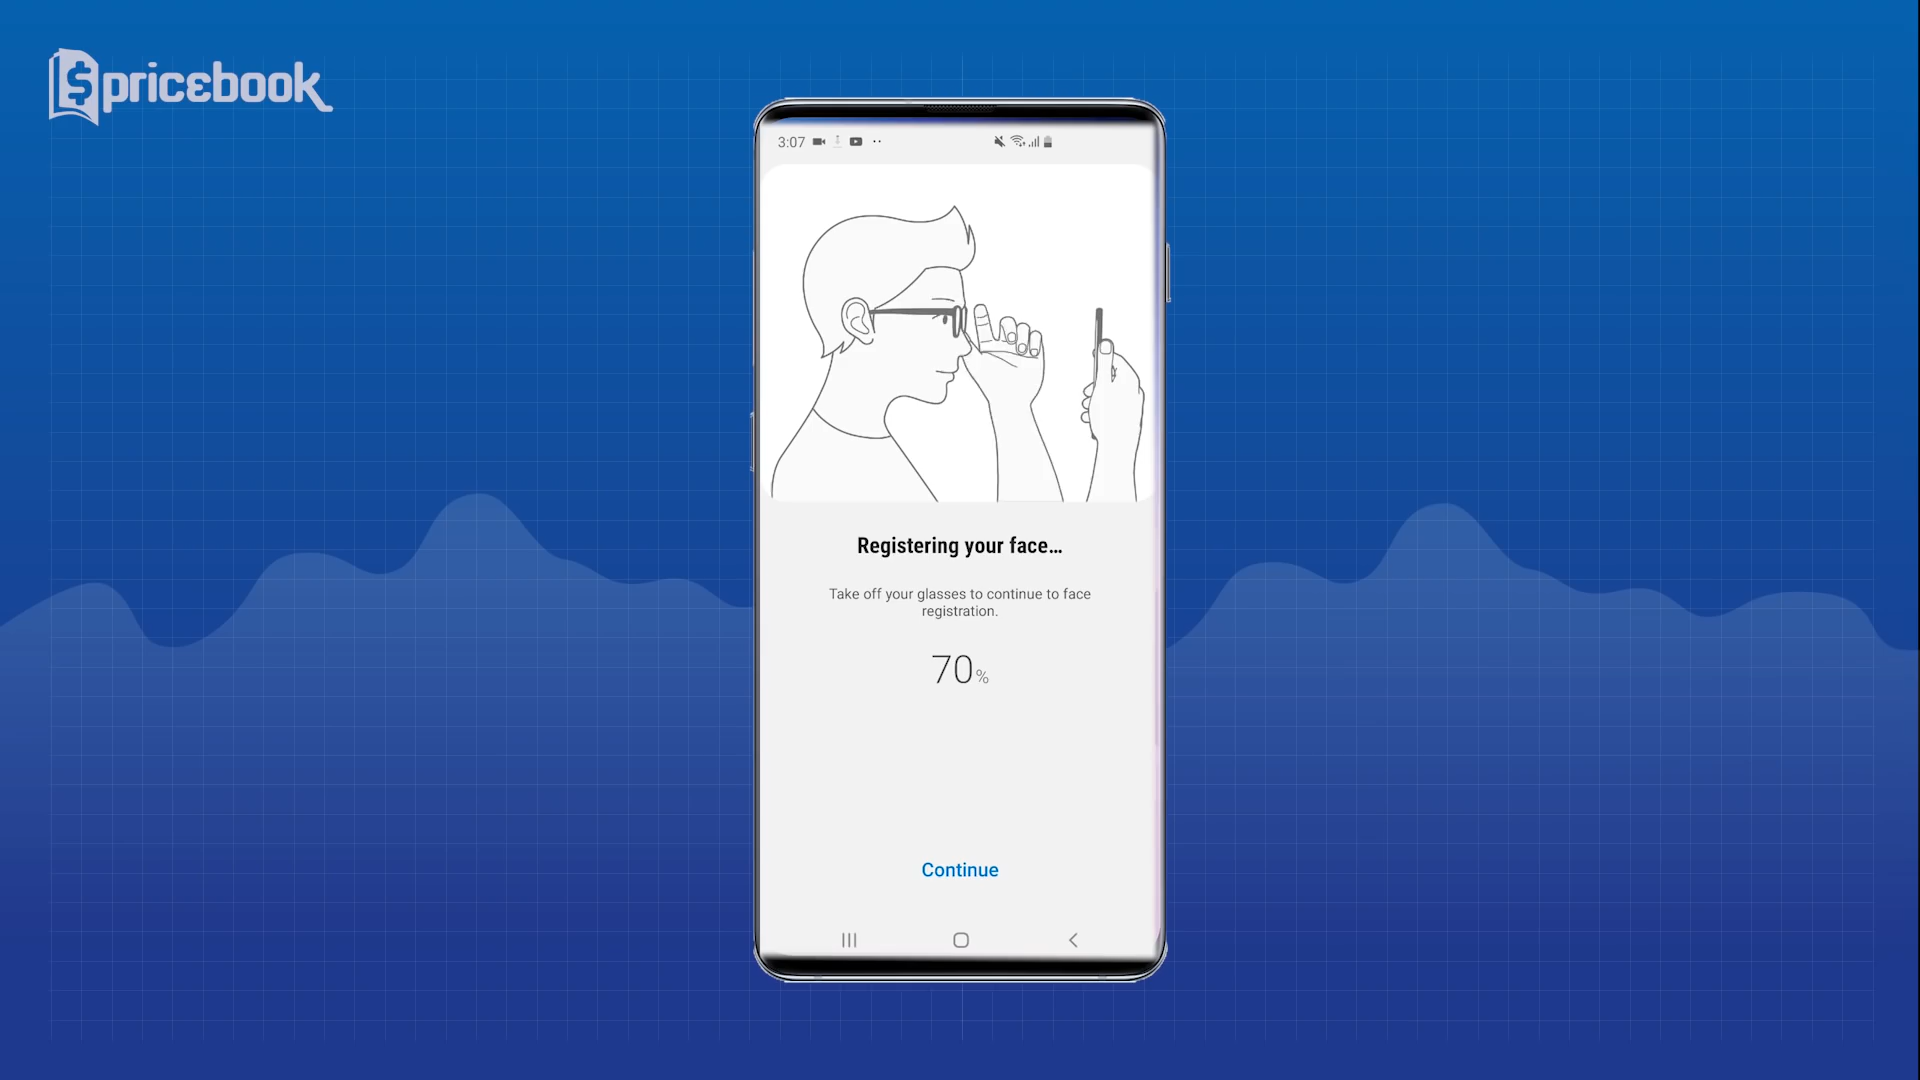 pricebook
3:07
Registering your face...
Take off your glasses to continue to face
registration.
70%
Continue